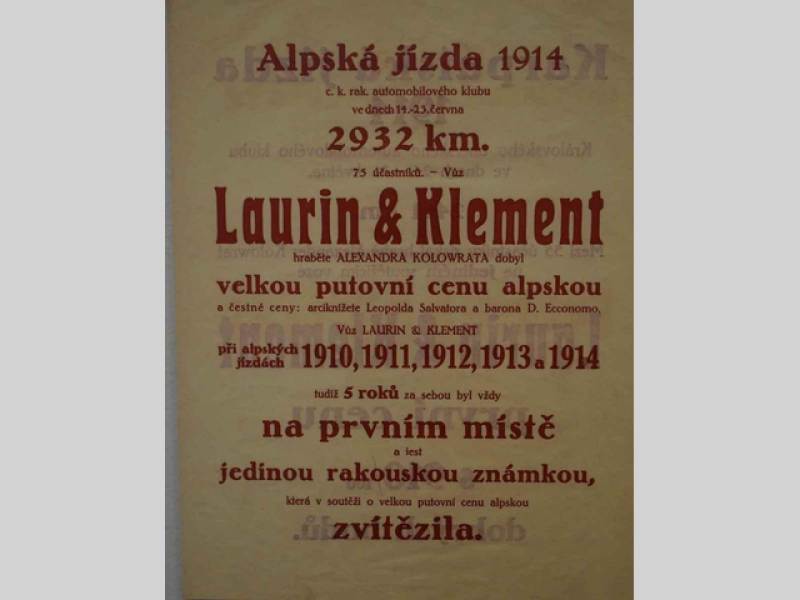 Alpská jízda 1914
c. k. rak. automobilového klubu
ve dnech 14.-23. června
2932 km.
75 účastníků. – Vůz
Laurin & Klement
hraběte ALEXANDRA KOLOWRATA dobyl
velkou putovní cenu alpskou
a čestné ceny: arciknížete Leopolda Salvatora a barona D. Ecconomo.
Vůz LAURIN & KLEMENT
při alpských jízdách 1910, 1911, 1912, 1913 a 1914
tudíž 5 roků za sebou byl vždy
na prvním místě
a jest
jedinou rakouskou známkou,
která v soutěži o velkou putovní cenu alpskou
zvítězila.